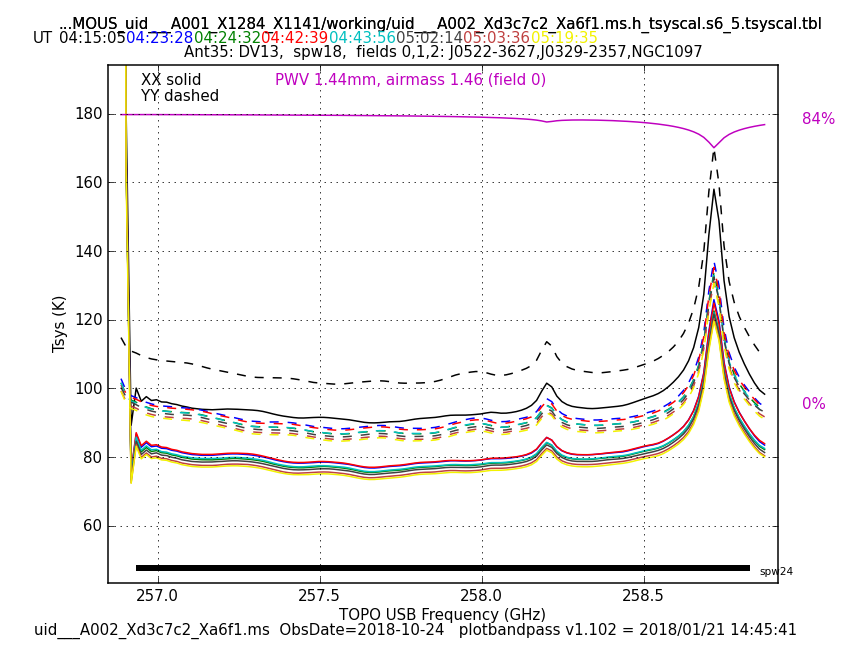 ...MOUS_uid___A001_X1284_X1141/working/uid___A002_Xd3c7c2_Xa6f1.ms.h_tsyscal.s6_5.tsyscal.tbl
UT 04:15:05 04:23:28 04:24:32 04:42:39 04:43:56 05:02:14 05:03:36 05:19:35
Ant35: DV13,  spw18,  fields 0,1,2: J0522-3627,J0329-2357,NGC1097
XX solid PWV 1.44mm, airmass 1.46 (field 0)
YY dashed
180
160
140
120
100
80
60
Tsys (K)
84%
0%
spw24
257.0 257.5 258.0 258.5
TOPO USB Frequency (GHz)
uid___A002_Xd3c7c2_Xa6f1.ms  ObsDate=2018-10-24   plotbandpass v1.102 = 2018/01/21 14:45:41